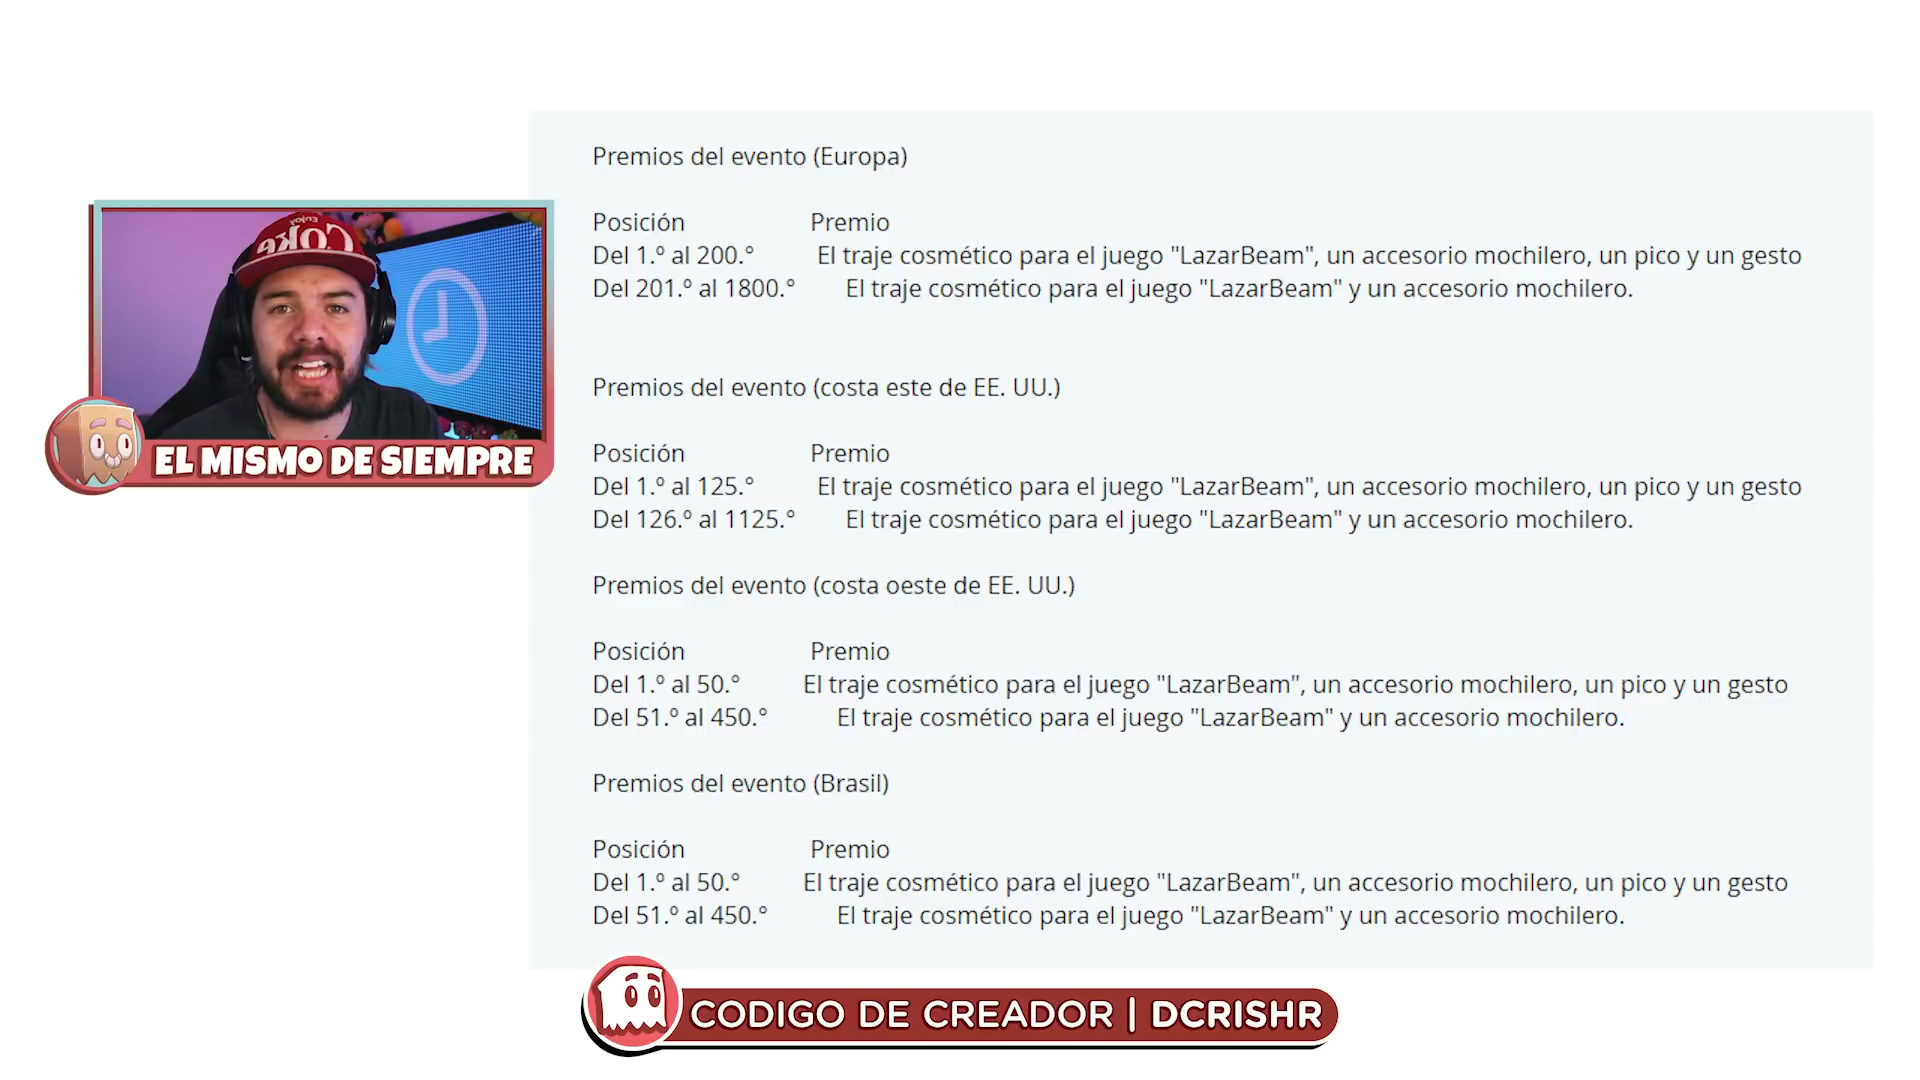 Premios del evento (Europa)
Posición Premio
Del 1.º al 200.° El traje cosmético para el juego "LazarBeam", un accesorio mochilero, un pico y un gesto
Del 201.º al 1800.° El traje cosmético para el juego "LazarBeam" y un accesorio mochilero.
Enjoy
Coke
EL MISMO DE SIEMPRE
Premios del evento (costa este de EE. UU.)
Posición Premio
Del 1.º al 125.° El traje cosmético para el juego "LazarBeam", un accesorio mochilero, un pico y un gesto
Del 126.º al 1125.° El traje cosmético para el juego "LazarBeam" y un accesorio mochilero.
Premios del evento (costa oeste de EE. UU.)
Posición Premio
Del 1.º al 50.° El traje cosmético para el juego "LazarBeam", un accesorio mochilero, un pico y un gesto
Del 51.º al 450.° El traje cosmético para el juego "LazarBeam" y un accesorio mochilero.
Premios del evento (Brasil)
Posición Premio
Del 1.º al 50.° El traje cosmético para el juego "LazarBeam", un accesorio mochilero, un pico y un gesto
Del 51.º al 450.° El traje cosmético para el juego "LazarBeam" y un accesorio mochilero.
CODIGO DE CREADOR | DCRISHR